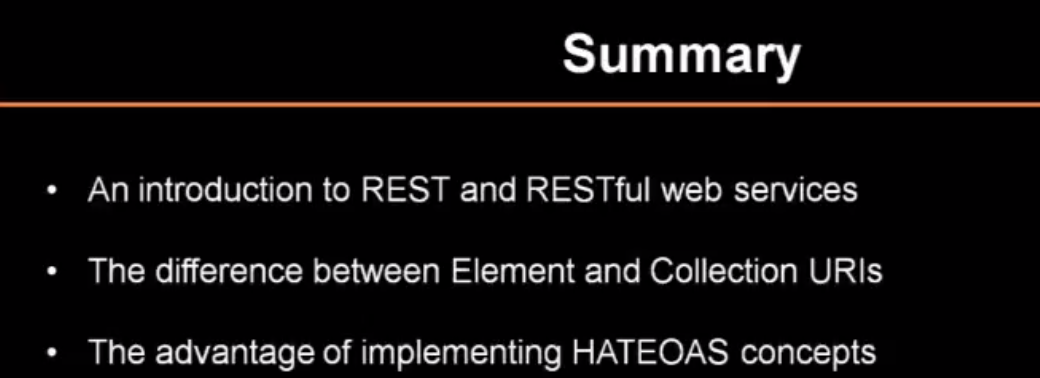 Summary
• An introduction to REST and RESTful web services
• The difference between Element and Collection URIs
• The advantage of implementing HATEOAS concepts